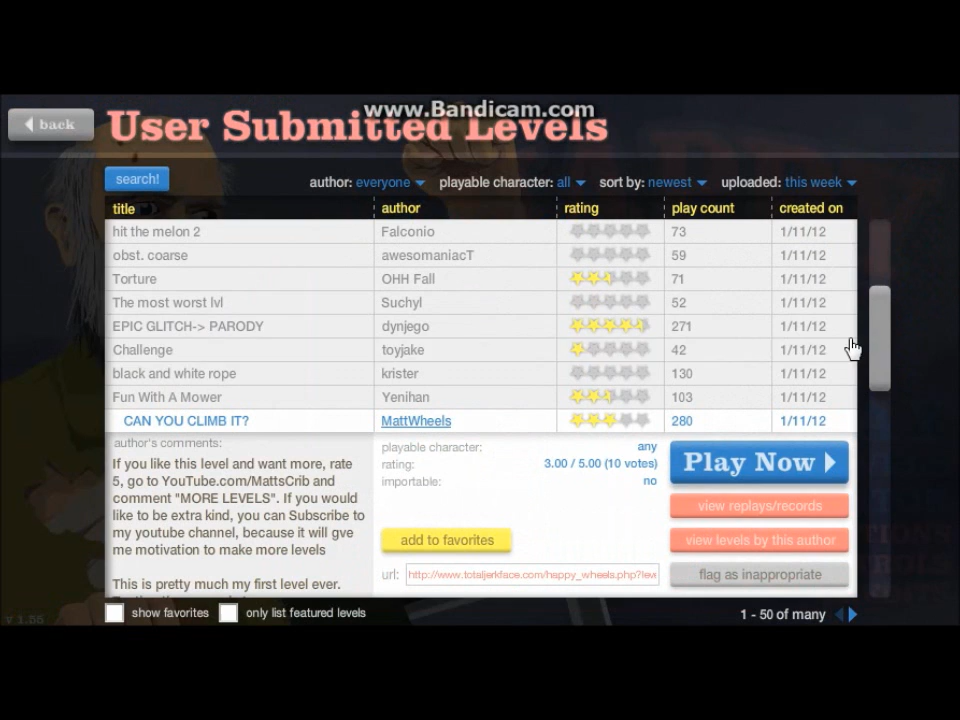 www.Bandicam.com
back
User Submitted Levels
search!
author: everyone playable character: all sort by: newest uploaded: this week
title author rating play count created on
hit the melon 2 Falconio 73 1/11/12
obst. coarse awesomaniacT 59 1/11/12
Torture OHH Fall 71 1/11/12
The most worst lvl Suchyl 52 1/11/12
EPIC GLITCH-> PARODY dynjego 271 1/11/12
Challenge toyjake 42 1/11/12
black and white rope krister 130 1/11/12
Fun With A Mower Yenihan 103 1/11/12
CAN YOU CLIMB IT? MattWheels 280 1/11/12
author's comments:
If you like this level and want more, rate
5, go to YouTube.com/MattsCrib and
comment "MORE LEVELS". If you would
like to be extra kind, you can Subscribe to
my youtube channel, because it will gve
me motivation to make more levels
This is pretty much my first level ever.
playable character: any
rating: 3.00 / 5.00 (10 votes)
importable: no
add to favorites
url: http://www.totaljerkface.com/happy_wheels.php?leve
Play Now
view replays/records
view levels by this author
flag as inappropriate
show favorites only list featured levels
1 - 50 of many